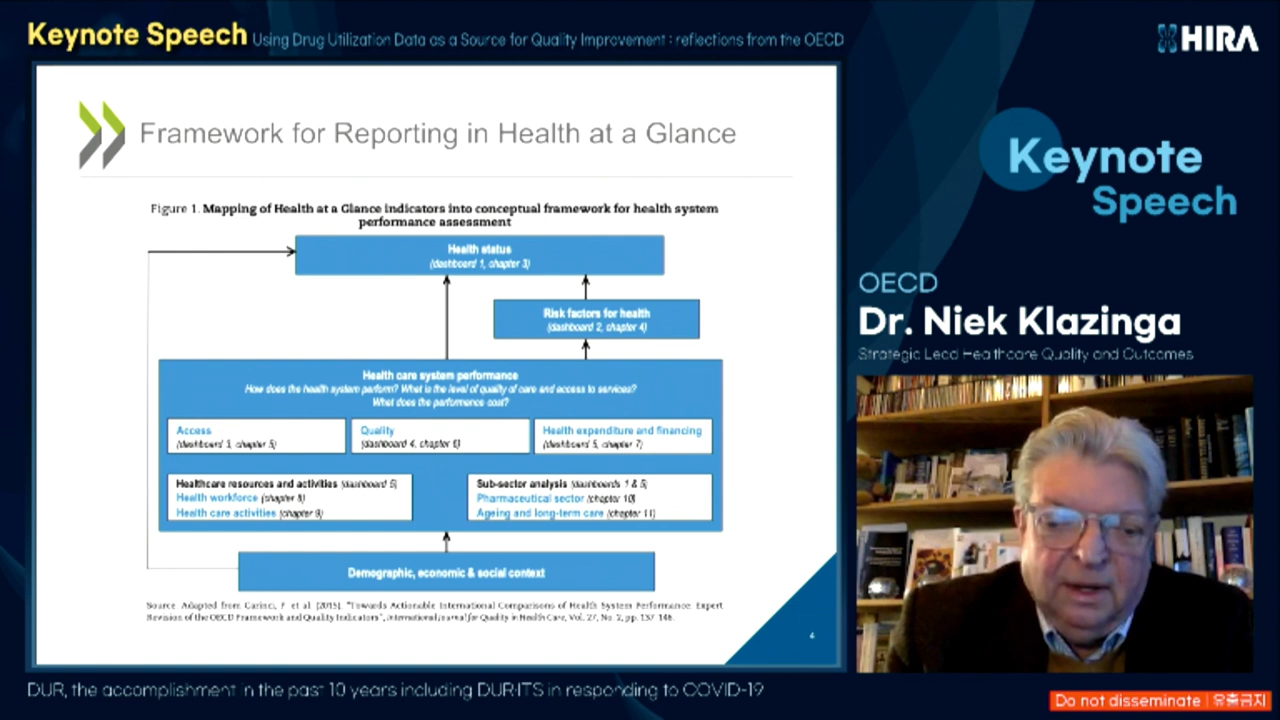 Keynote Speech Using Drug Utilization Data as a Source for Quality Improvement : reflections from the OECD
HIRA
Framework for Reporting in Health at a Glance
Figure 1. Mapping of Health at a Glance indicators into conceptual framework for health system
performance assessment
Health status
(dashboard 1, chapter 3)
Risk factors for health
(dashboard 2, chapter 4)
Health care system performance
How does the health system perform? What is the level of quality of care and access to services?
What does the performance cost?
Access
(dashboard 3, chapter 5)
Quality
(dashboard 4, chapter 6)
Health expenditure and financing
(dashboard 5, chapter 7)
Healthcare resources and activities (dashboard 5)
Health workforce (chapter 8)
Health care activities (chapter 9)
Sub-sector analysis (dashboards 1 & 5)
Pharmaceutical sector (chapter 10)
Ageing and long-term care (chapter 11)
Demographic, economic & social context
Source: Adapted from Carinci, F. et al. (2015), "Towards Actionable International Comparisons of Health System Performance: Expert
Revision of the OECD Framework and Quality Indicators", International Journal for Quality in Health Care, Vol. 27, No. 2, pp. 137-146.
4
Keynote
Speech
OECD
Dr. Niek Klazinga
Strategic Lead Healthcare Quality and Outcomes
DUR, the accomplishment in the past 10 years including DUR·ITS in responding to COVID-19
Do not disseminate | 유출금지